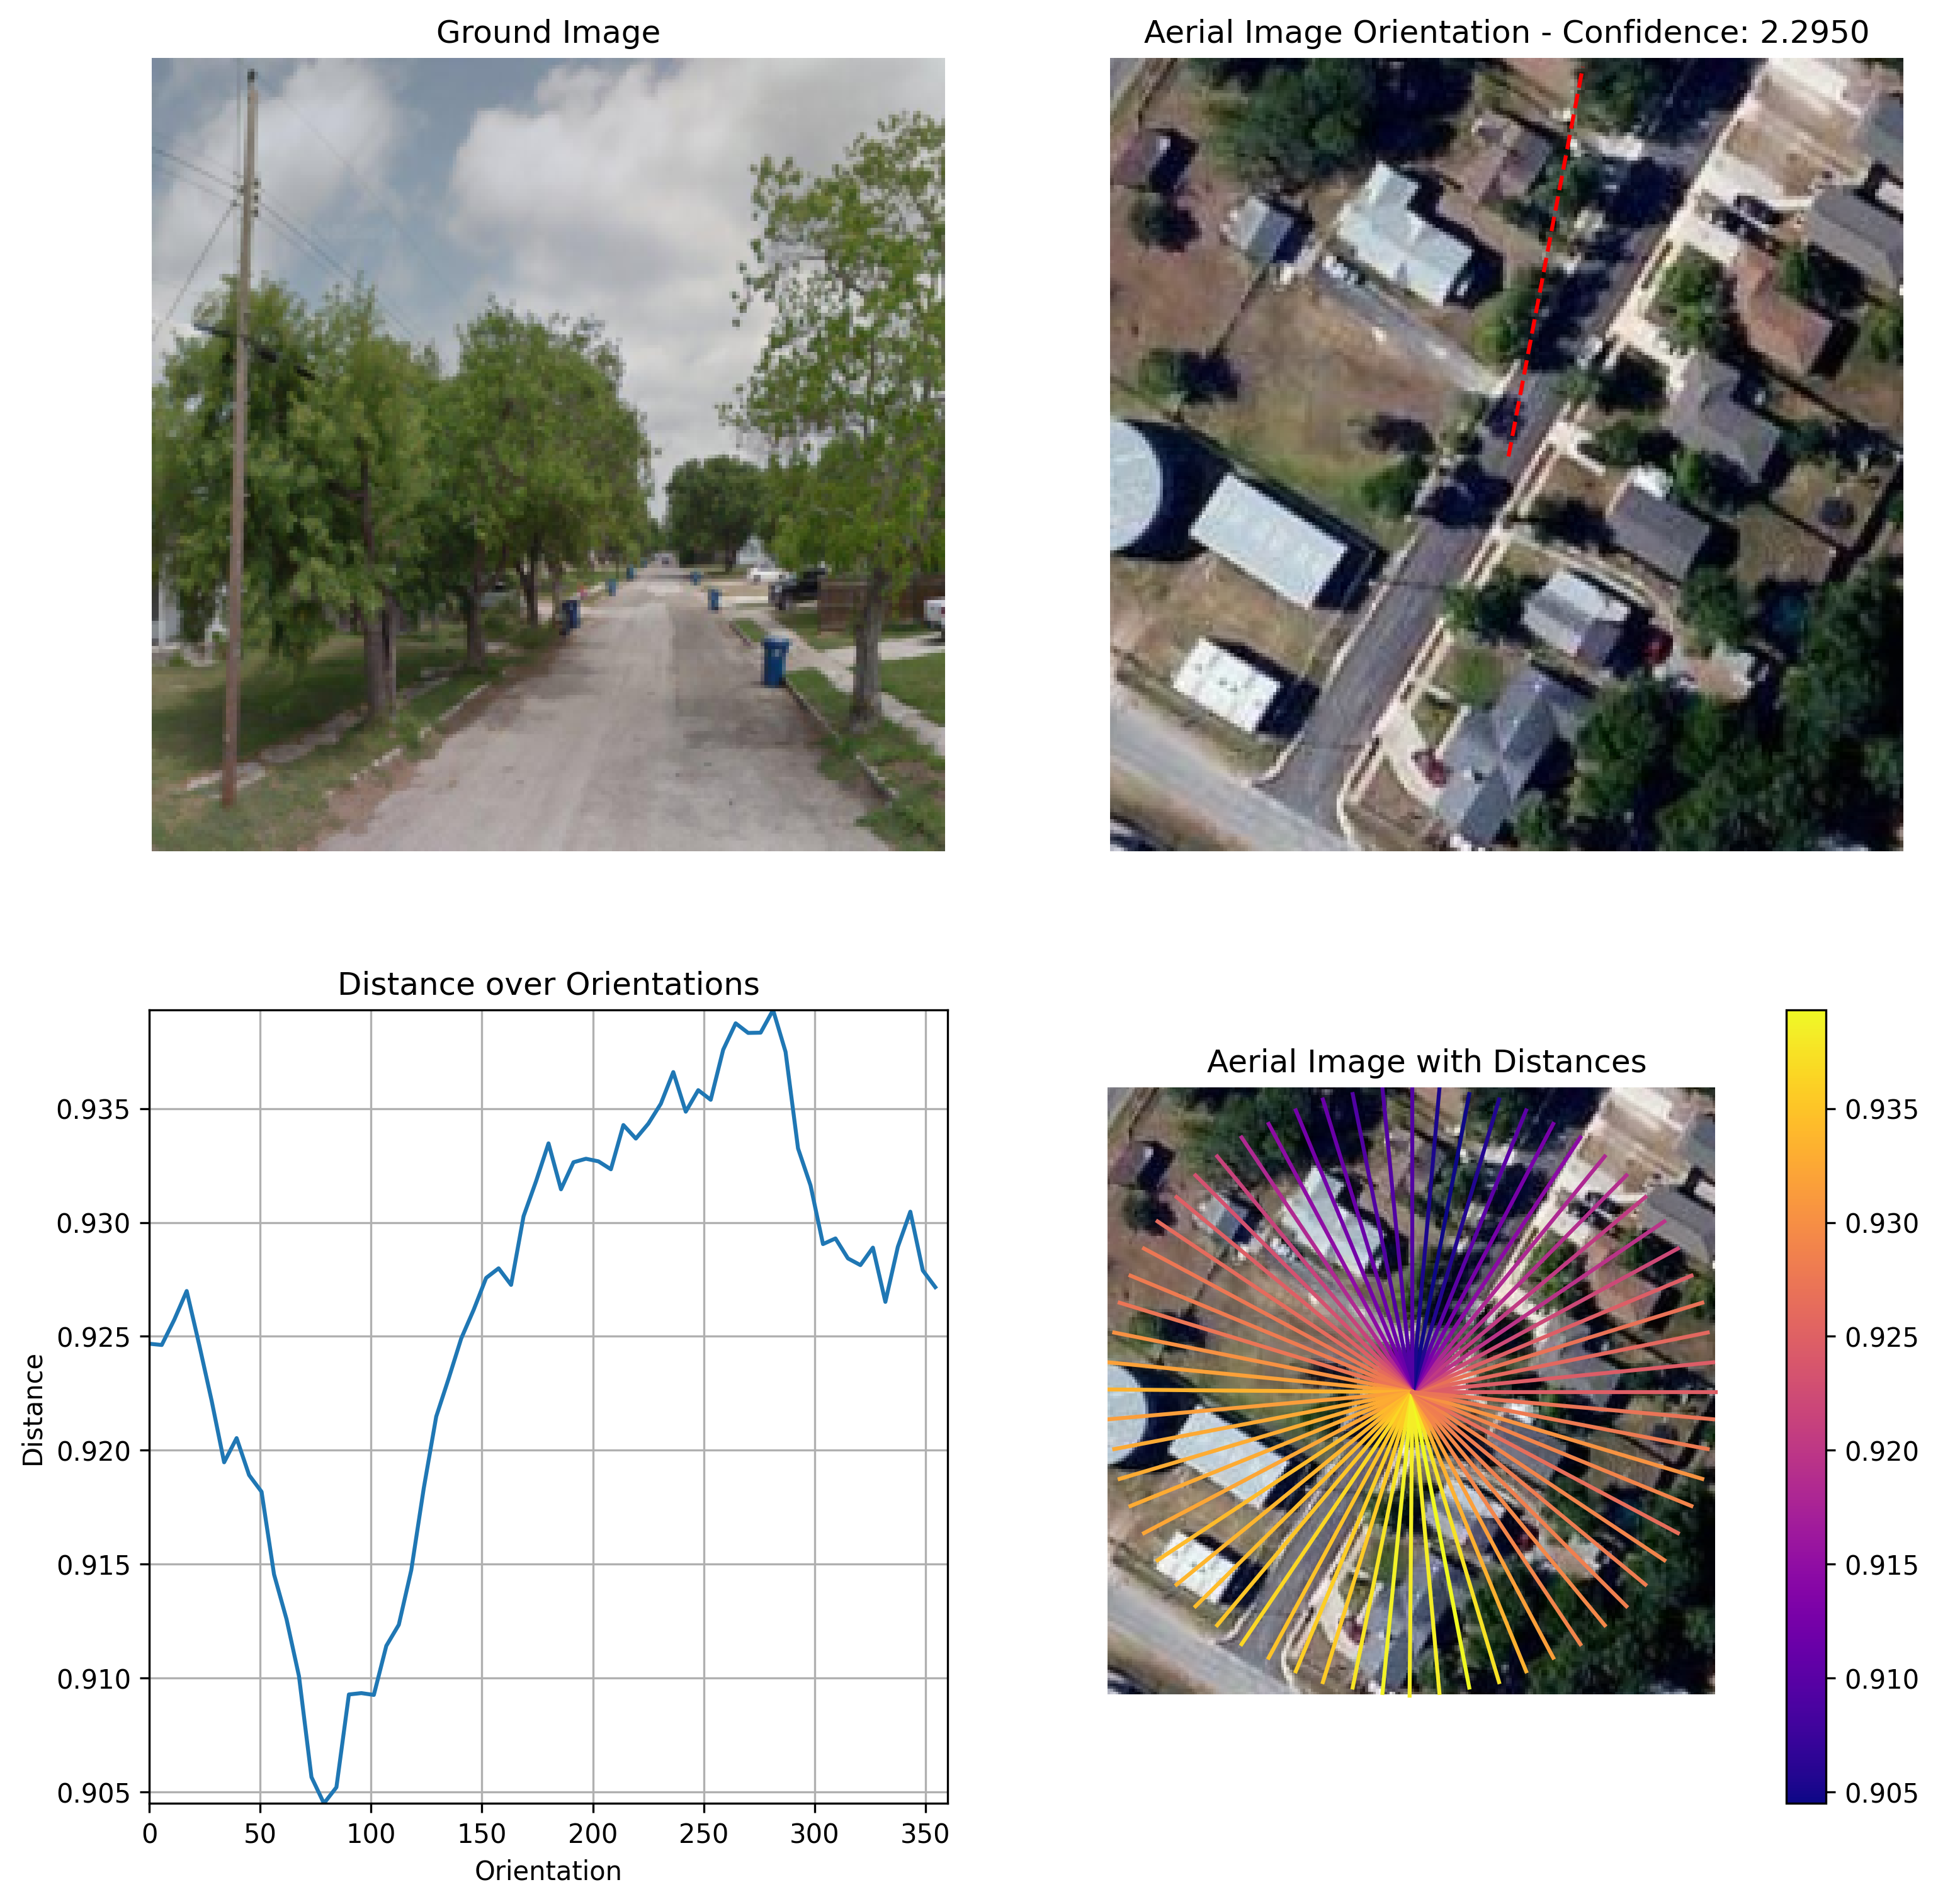 Ground Image
Aerial Image Orientation - Confidence: 2.2950
Distance over Orientations
0.935
0.930
0.925
0.920
0.915
0.910
0.905
Distance
0 50 100 150 200 250 300 350
Orientation
Aerial Image with Distances
0.935
0.930
0.925
0.920
0.915
0.910
0.905